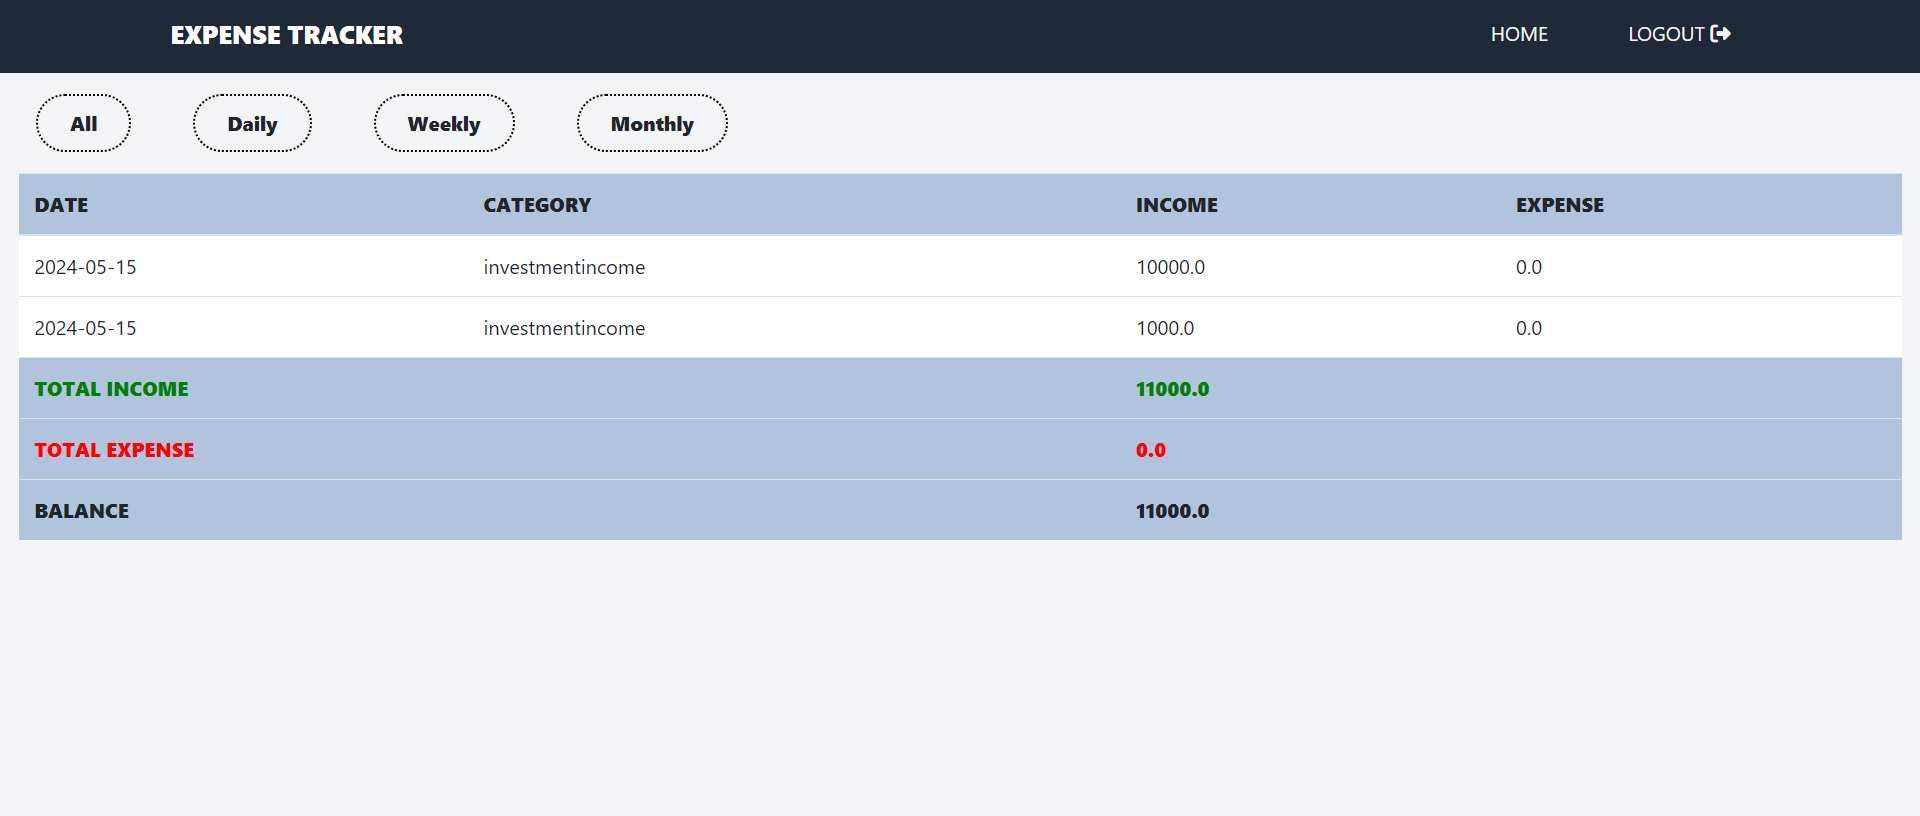 EXPENSE TRACKER HOME LOGOUT
All Daily Weekly Monthly
DATE CATEGORY INCOME EXPENSE
2024-05-15 investmentincome 10000.0 0.0
2024-05-15 investmentincome 1000.0 0.0
TOTAL INCOME 11000.0
TOTAL EXPENSE 0.0
BALANCE 11000.0